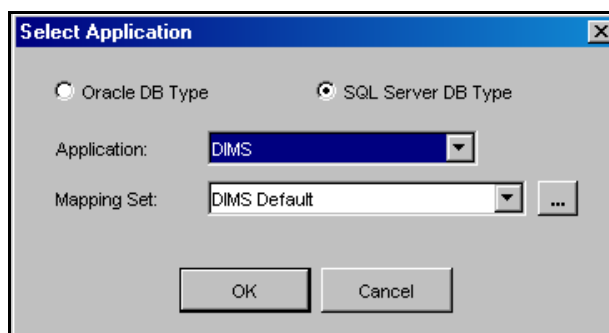 Select Application
Oracle DB Type SQL Server DB Type
Application: DIMS
Mapping Set: DIMS Default ...
OK Cancel